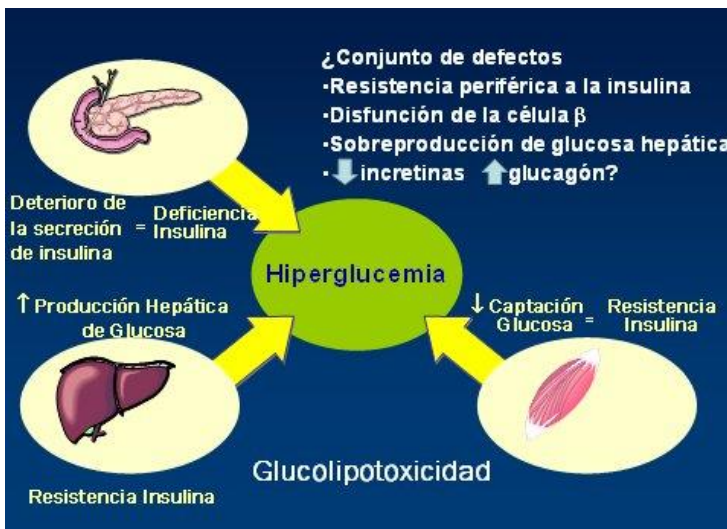 ¿Conjunto de defectos
·Resistencia periférica a la insulina
·Disfunción de la célula β
·Sobreproducción de glucosa hepática
·⬇ incretinas ⬆ glucagón?
Deterioro de
la secreción = Deficiencia
de insulina Insulina
Hiperglucemia
↑ Producción Hepática
de Glucosa
↓ Captación = Resistencia
Glucosa Insulina
Glucolipotoxicidad
Resistencia Insulina